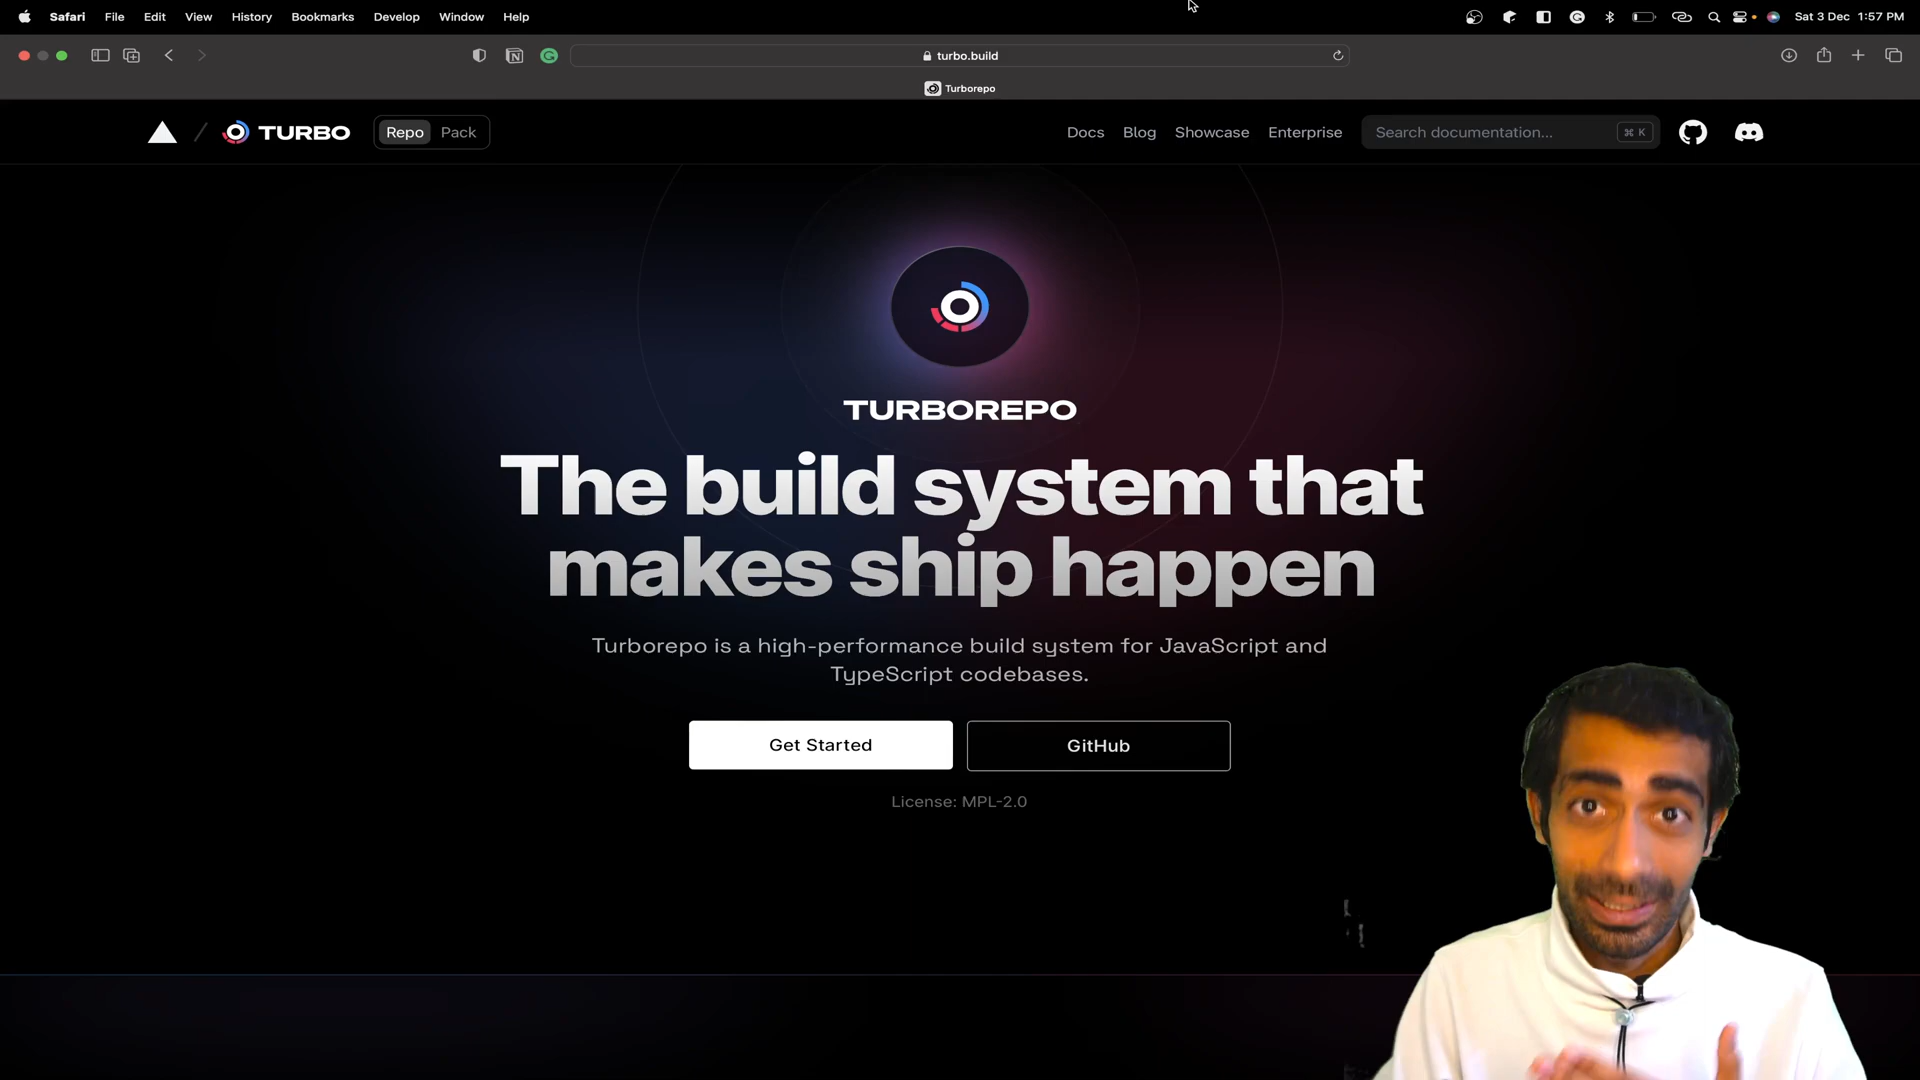 Safari File Edit View History Bookmarks Develop Window Help Sat 3 Dec 1:57 PM
turbo.build
Turborepo
TURBO Repo Pack Docs Blog Showcase Enterprise Search documentation... ⌘ K
TURBOREPO
The build system that
makes ship happen
Turborepo is a high-performance build system for JavaScript and
TypeScript codebases.
Get Started GitHub
License: MPL-2.0